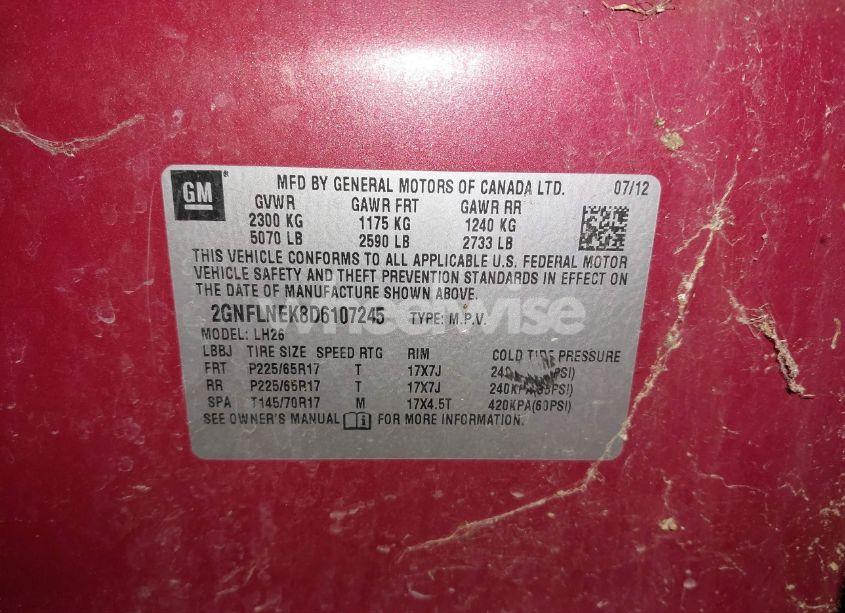 GM
MFD BY GENERAL MOTORS OF CANADA LTD. 07/12
GVWR GAWR FRT GAWR RR
2300 KG 1175 KG 1240 KG
5070 LB 2590 LB 2733 LB
THIS VEHICLE CONFORMS TO ALL APPLICABLE U.S. FEDERAL MOTOR
VEHICLE SAFETY AND THEFT PREVENTION STANDARDS IN EFFECT ON
THE DATE OF MANUFACTURE SHOWN ABOVE.
2GNFLNEK8D6107245 TYPE: M.P.V.
MODEL: LH26
LBBJ TIRE SIZE SPEED RTG RIM COLD TIRE PRESSURE
FRT P225/65R17 T 17X7J
RR P225/65R17 T 17X7J 240KPA(35PSI)
SPA T145/70R17 M 17X4.5T 420KPA(60PSI)
SEE OWNER'S MANUAL FOR MORE INFORMATION.